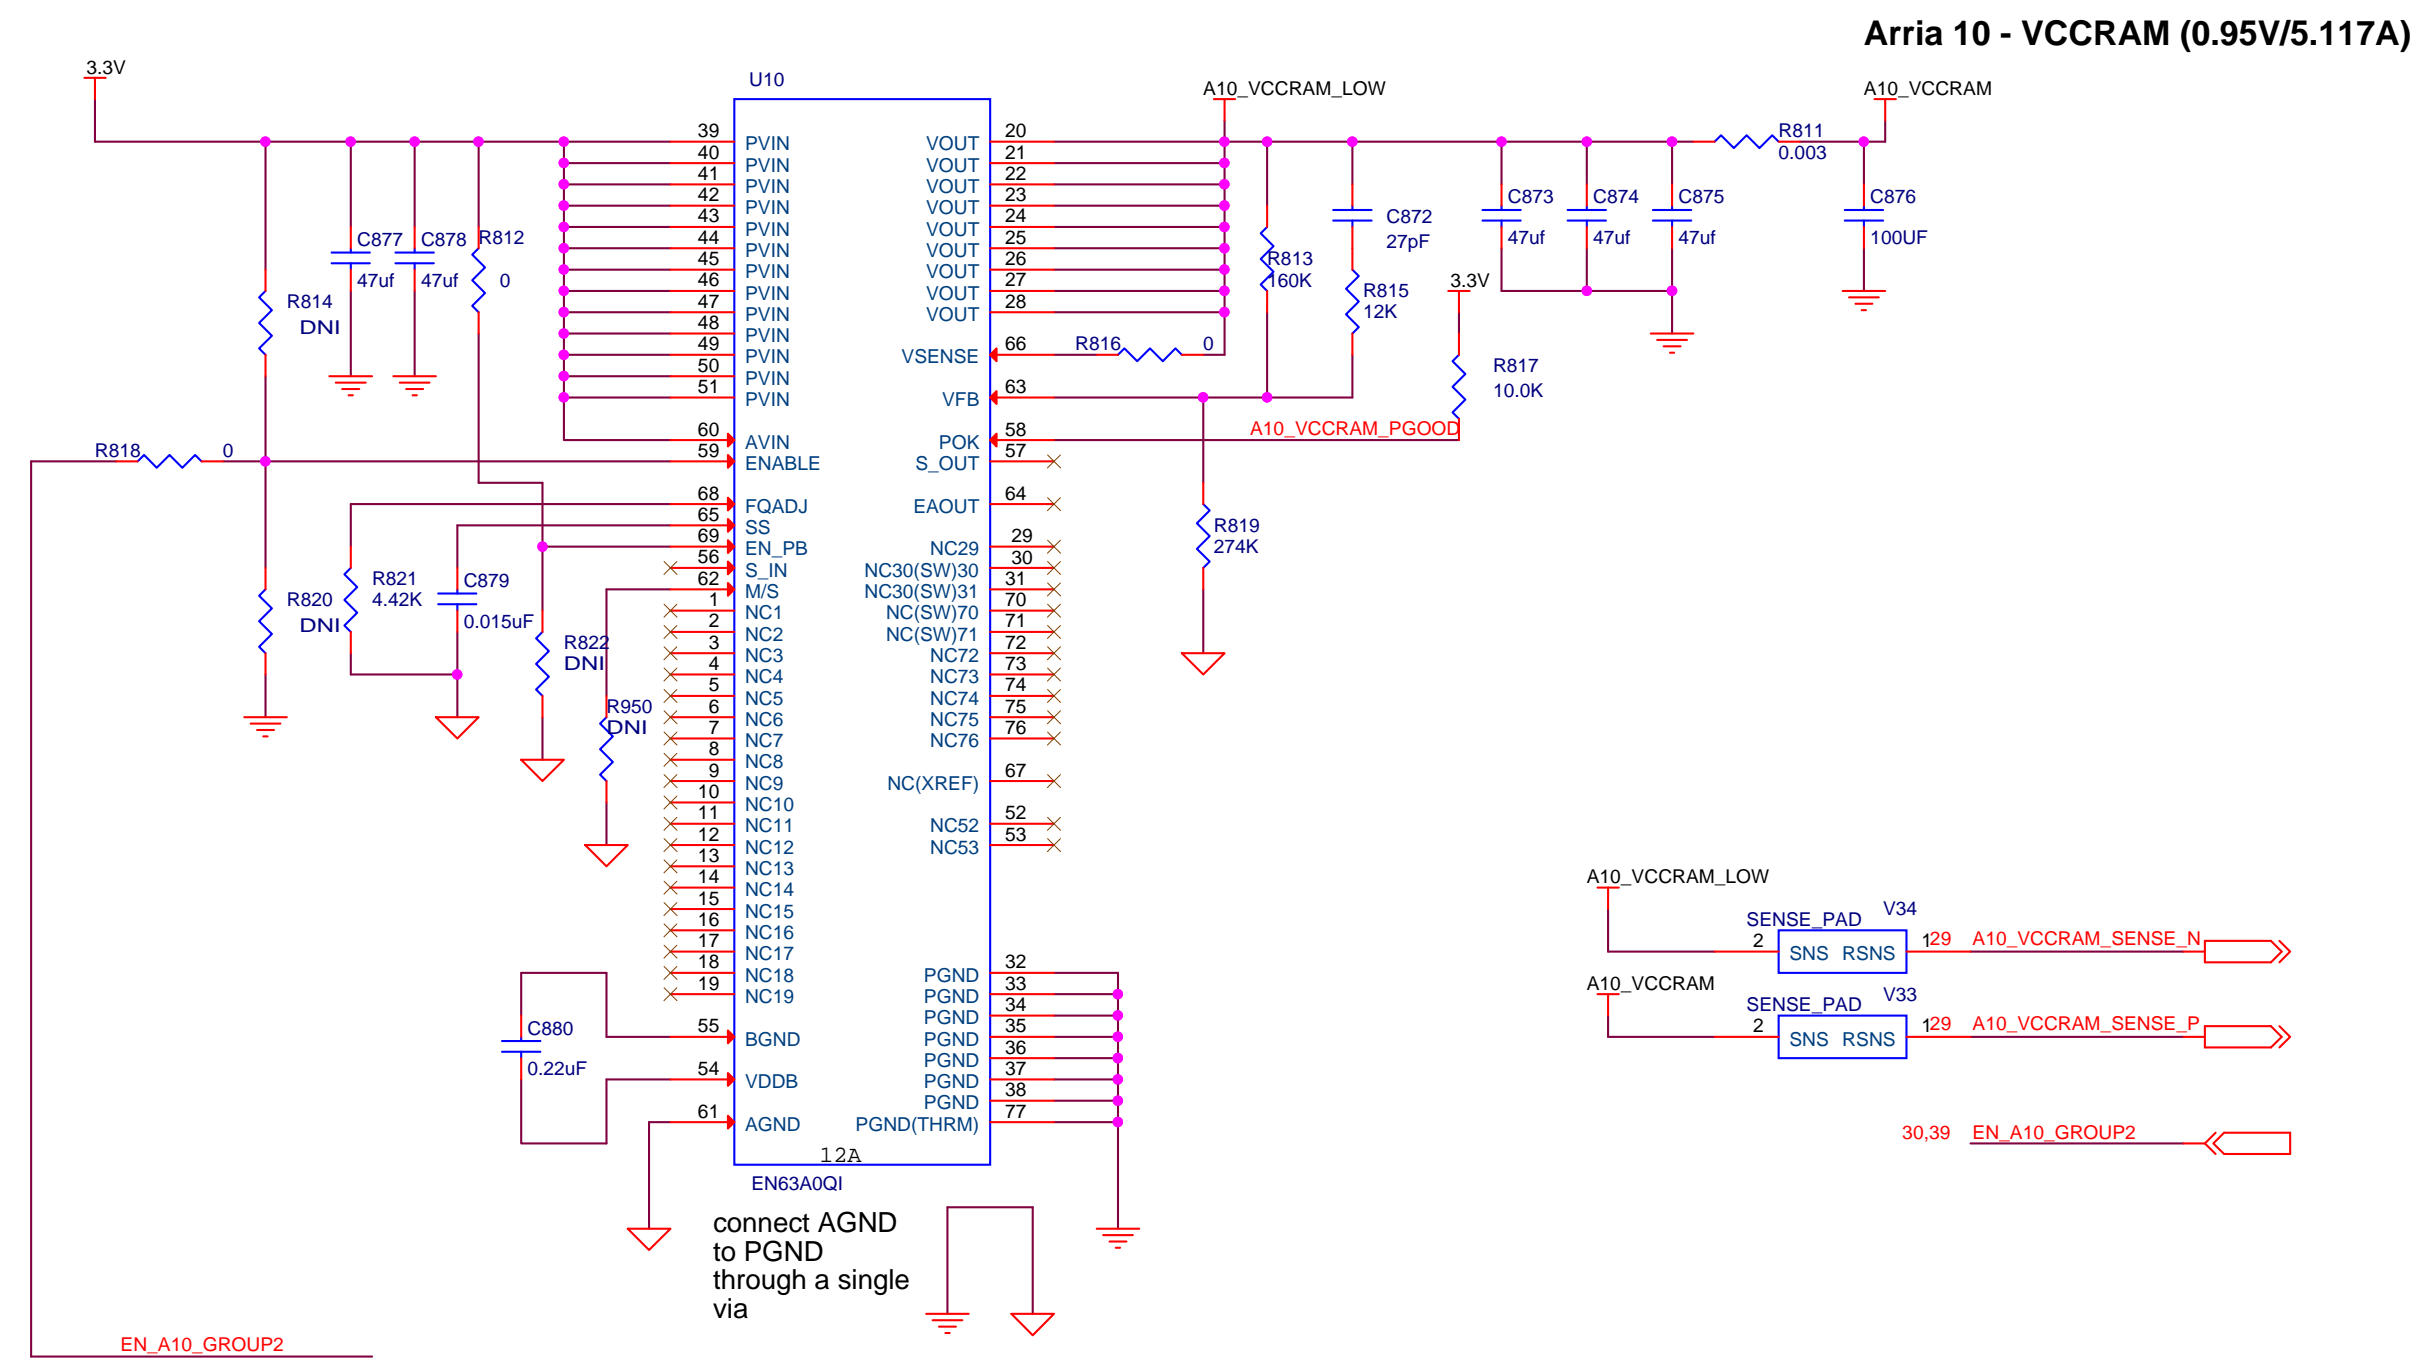 Arria 10 - VCCRAM (0.95V/5.117A)
3.3V
U10
A10_VCCRAM_LOW
A10_VCCRAM
39 PVIN
40 PVIN
41 PVIN
42 PVIN
43 PVIN
44 PVIN
45 PVIN
46 PVIN
47 PVIN
48 PVIN
49 PVIN
50 PVIN
51 PVIN
60 AVIN
59 ENABLE
68 FQADJ
65 SS
69 EN_PB
56 S_IN
62 M/S
1 NC1
2 NC2
3 NC3
4 NC4
5 NC5
6 NC6
7 NC7
8 NC8
9 NC9
10 NC10
11 NC11
12 NC12
13 NC13
14 NC14
15 NC15
16 NC16
17 NC17
18 NC18
19 NC19
55 BGND
54 VDDB
61 AGND
VOUT 20
VOUT 21
VOUT 22
VOUT 23
VOUT 24
VOUT 25
VOUT 26
VOUT 27
VOUT 28
VSENSE 66
VFB 63
POK 58
S_OUT 57
EAOUT 64
NC29 29
NC30(SW)30 30
NC30(SW)31 31
NC(SW)70 70
NC(SW)71 71
NC72 72
NC73 73
NC74 74
NC75 75
NC76 76
NC(XREF) 67
NC52 52
NC53 53
PGND 32
PGND 33
PGND 34
PGND 35
PGND 36
PGND 37
PGND 38
PGND(THRM) 77
12A
EN63A0QI
C877
47uf
C878
47uf
R812
0
R814
DNI
R818 0
R820
DNI
R821
4.42K
C879
0.015uF
R822
DNI
R950
DNI
C880
0.22uF
R811
0.003
C873
47uf
C874
47uf
C875
47uf
C876
100UF
C872
27pF
R813
160K
R815
12K
3.3V
R816 0
R817
10.0K
A10_VCCRAM_PGOOD
R819
274K
A10_VCCRAM_LOW
SENSE_PAD V34
2 SNS RSNS 1 29 A10_VCCRAM_SENSE_N
A10_VCCRAM
SENSE_PAD V33
2 SNS RSNS 1 29 A10_VCCRAM_SENSE_P
30,39 EN_A10_GROUP2
connect AGND
to PGND
through a single
via
EN_A10_GROUP2